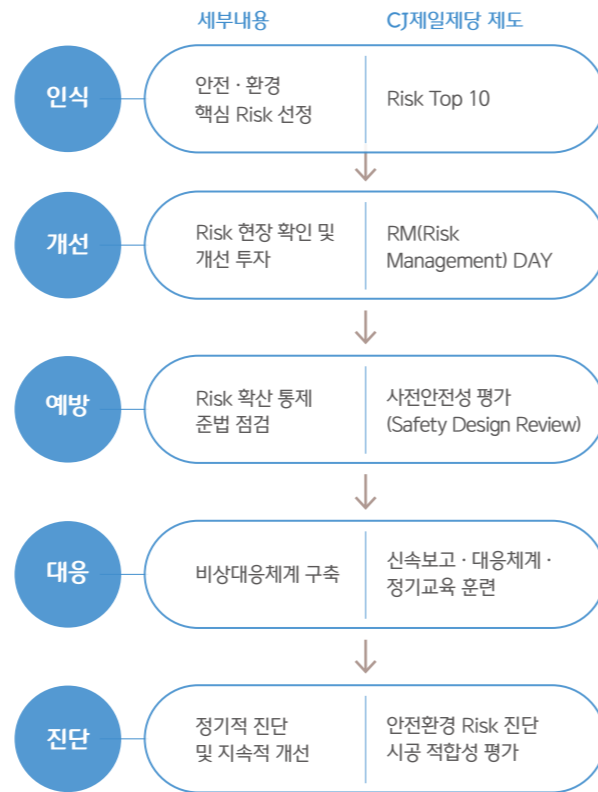 세부내용 CJ제일제당 제도
인식
안전 · 환경
핵심 Risk 선정
Risk Top 10
개선
Risk 현장 확인 및
개선 투자
RM(Risk
Management) DAY
예방
Risk 확산 통제
준법 점검
사전안전성 평가
(Safety Design Review)
대응
비상대응체계 구축
신속보고 · 대응체계 ·
정기교육 훈련
진단
정기적 진단
및 지속적 개선
안전환경 Risk 진단
시공 적합성 평가